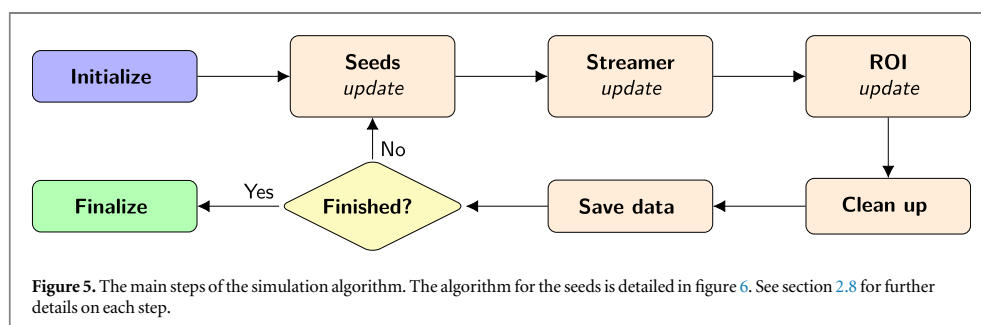 Initialize
Seeds
update
Streamer
update
ROI
update
No
Yes
Finalize
Finished?
Save data
Clean up
Figure 5. The main steps of the simulation algorithm. The algorithm for the seeds is detailed in figure 6. See section 2.8 for further
details on each step.